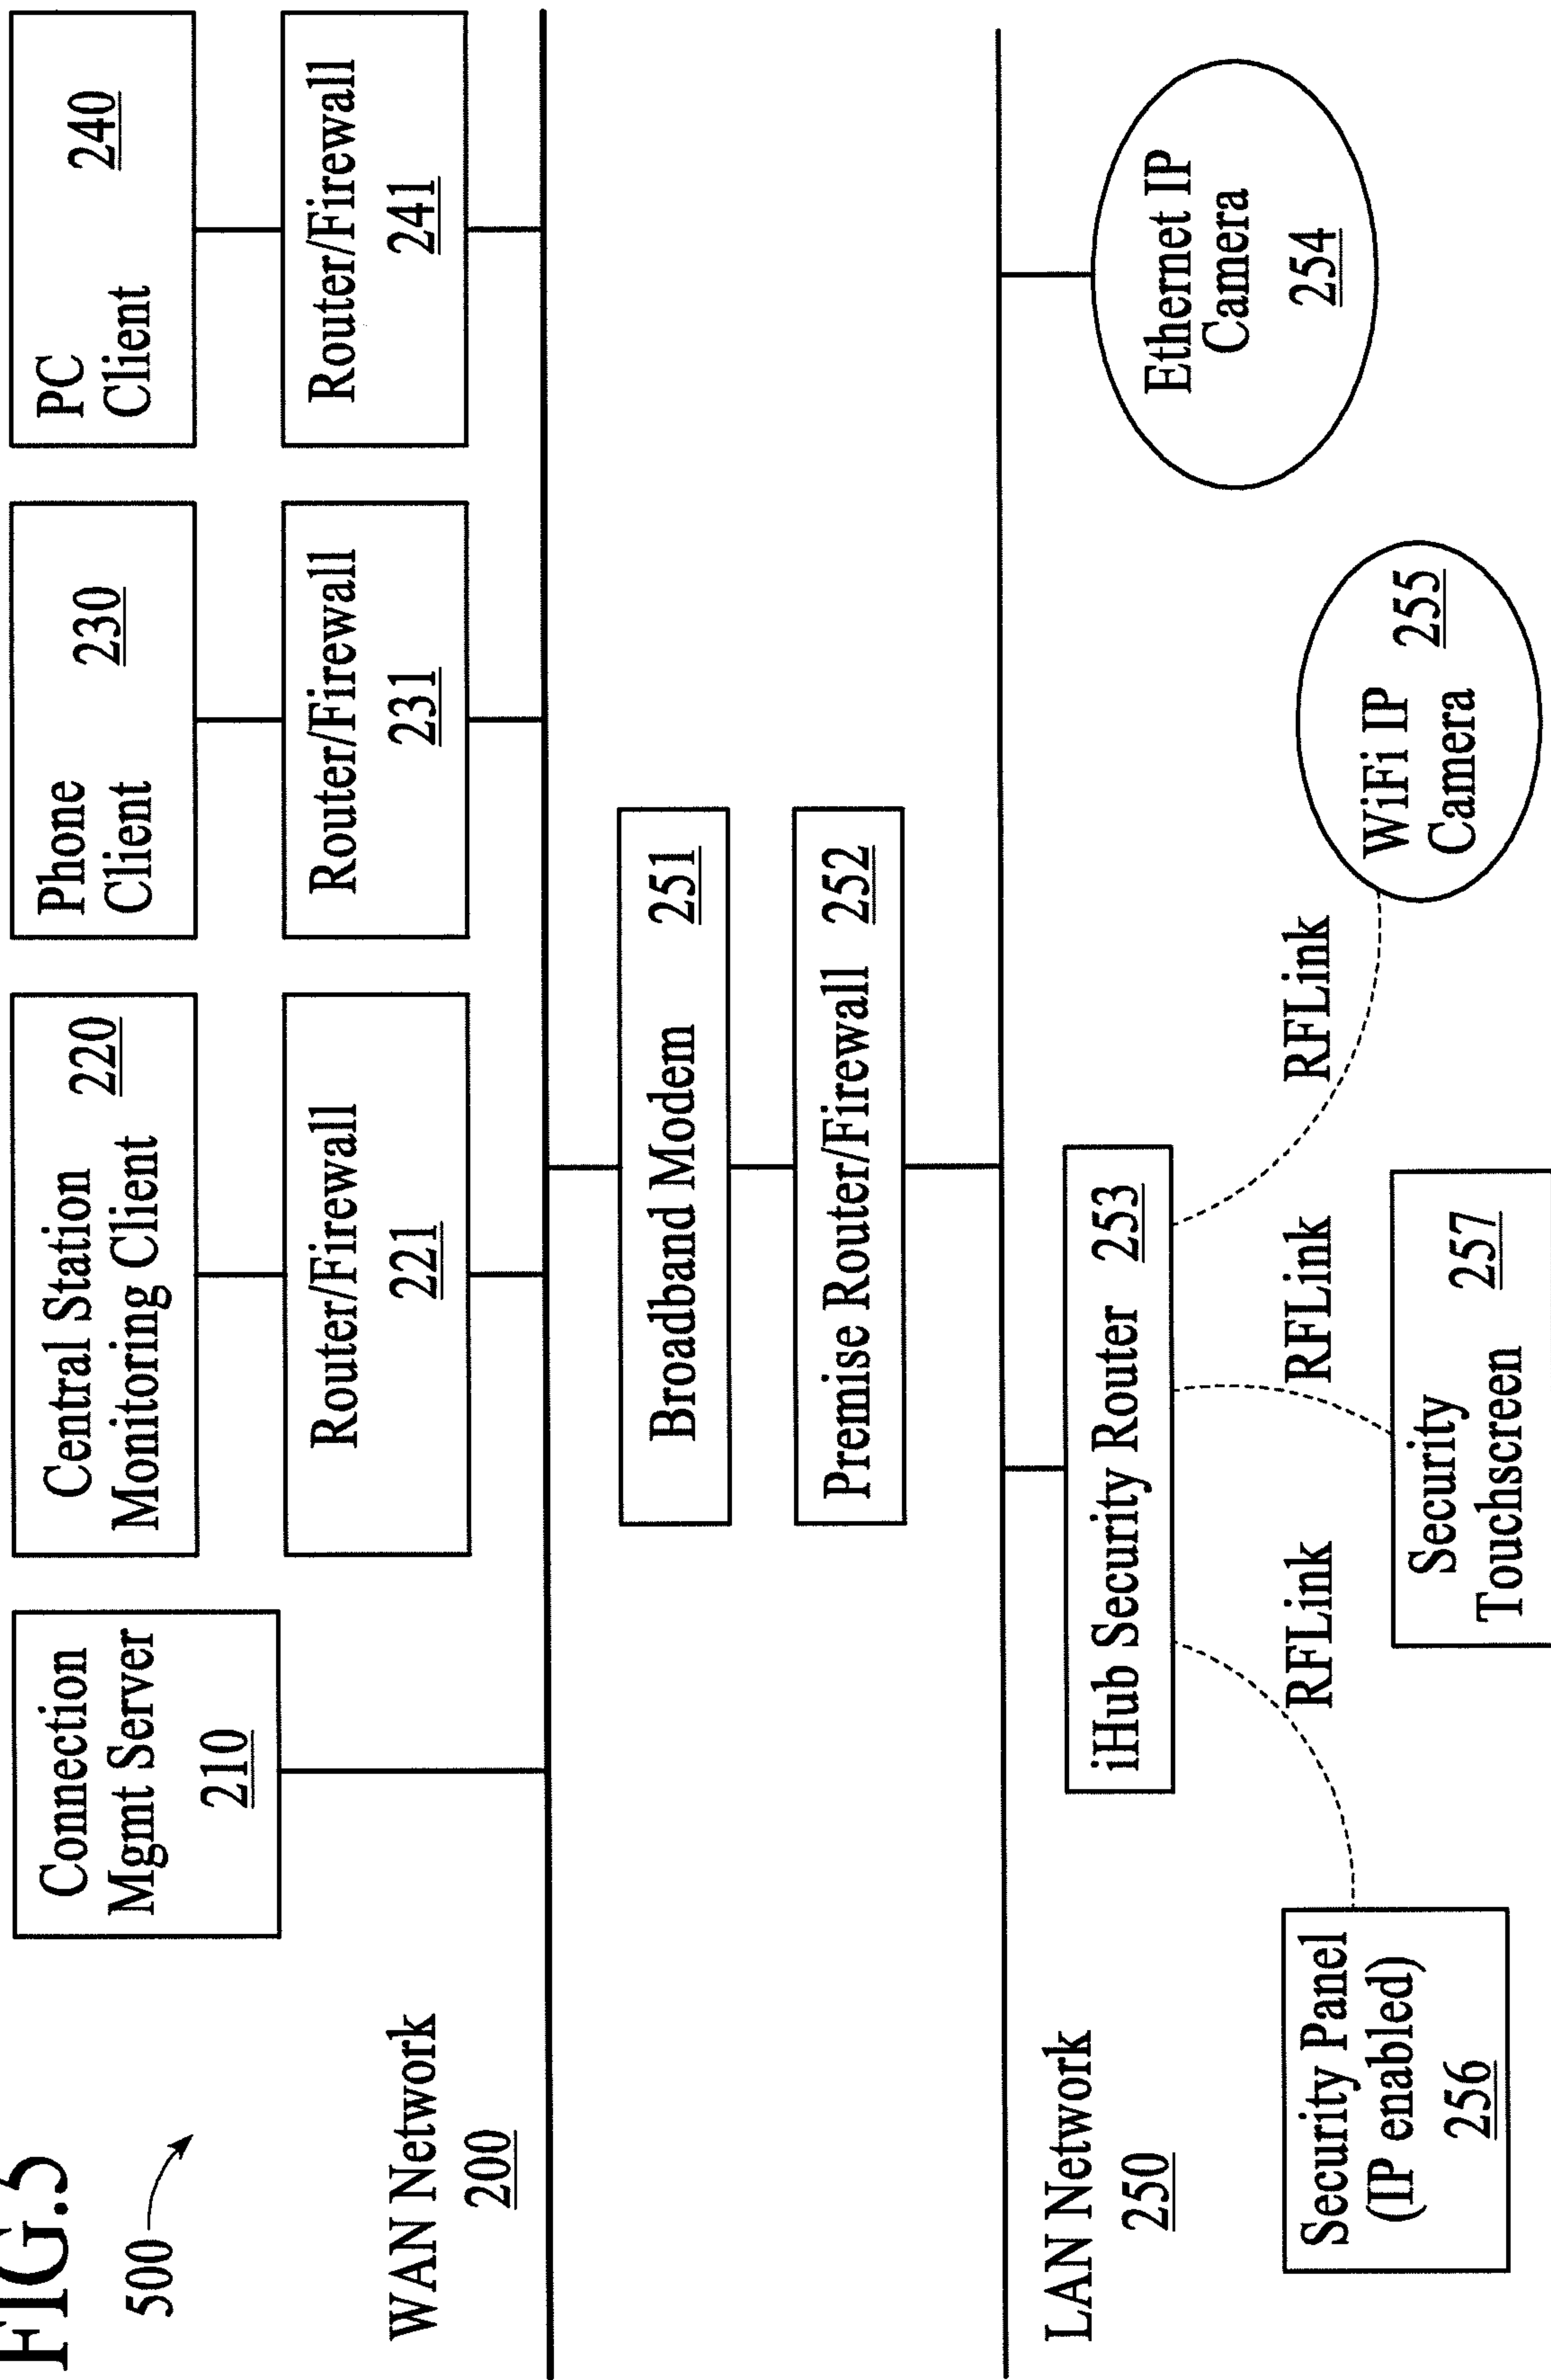 FIG.5
500
Connection
Mgmt Server
210
Central Station
Monitoring Client
220
Phone
Client
230
PC
Client
240
Router/Firewall
221
Router/Firewall
231
Router/Firewall
241
WAN Network
200
Broadband Modem 251
Premise Router/Firewall 252
LAN Network
250
iHub Security Router 253
Ethernet IP
Camera
254
RFLink
RFLink
RFLink
Security Panel
(IP enabled)
256
Security
Touchscreen
257
WiFi IP
Camera
255